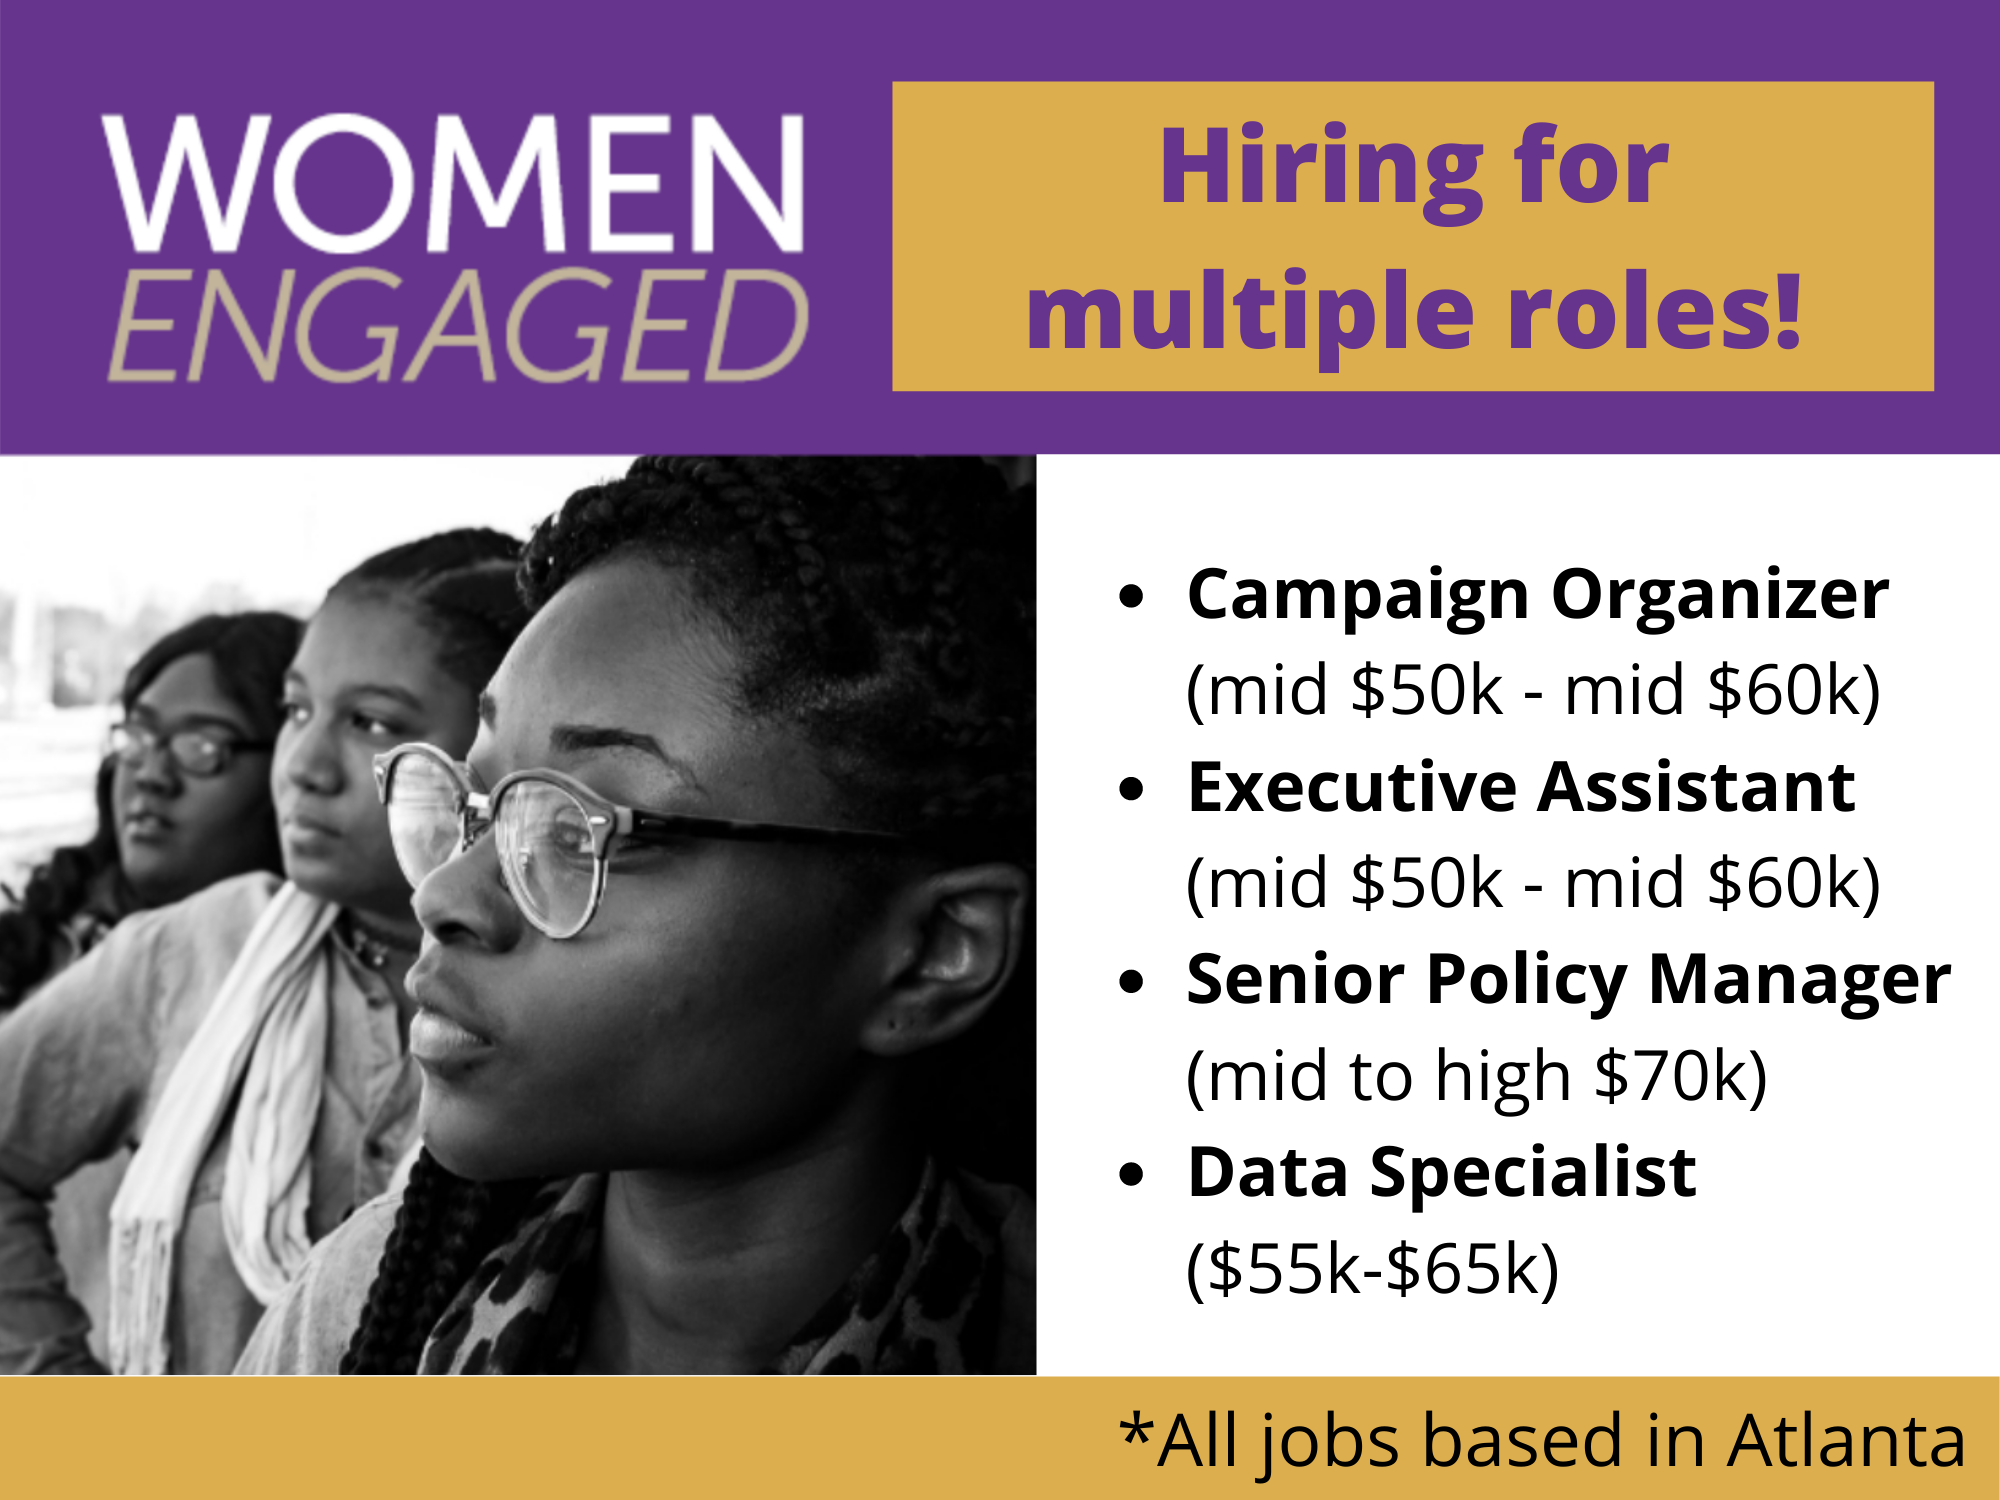 WOMEN
ENGAGED
Hiring for
multiple roles!
• Campaign Organizer
(mid $50k - mid $60k)
• Executive Assistant
(mid $50k - mid $60k)
• Senior Policy Manager
(mid to high $70k)
• Data Specialist
($55k-$65k)
*All jobs based in Atlanta